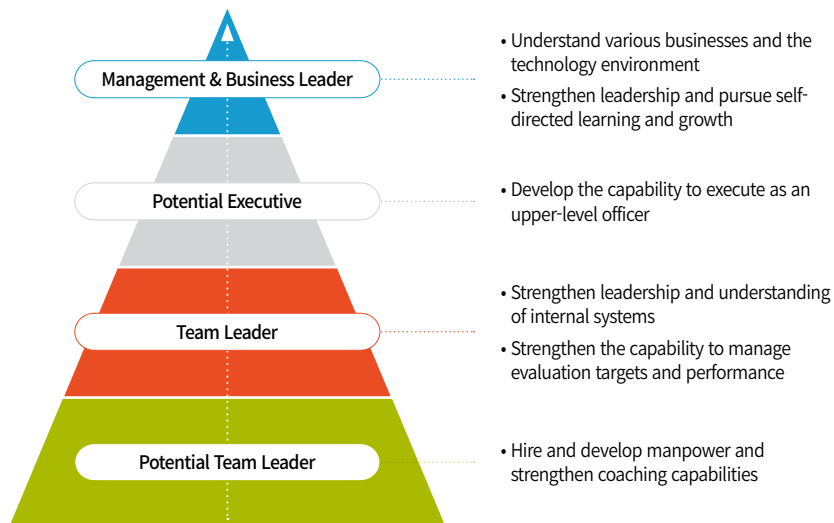 Management & Business Leader
• Understand various businesses and the
technology environment
• Strengthen leadership and pursue self-
directed learning and growth
Potential Executive
• Develop the capability to execute as an
upper-level officer
Team Leader
• Strengthen leadership and understanding
of internal systems
• Strengthen the capability to manage
evaluation targets and performance
Potential Team Leader
• Hire and develop manpower and
strengthen coaching capabilities